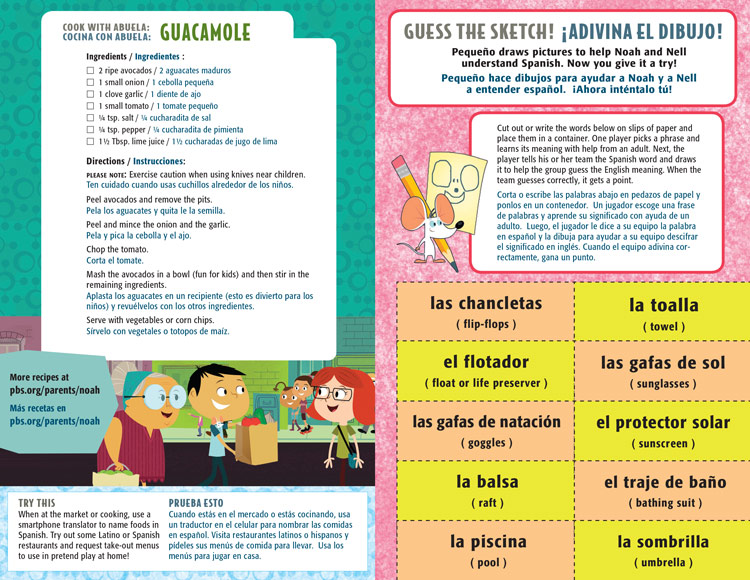 COOK WITH ABUELA:
COCINA CON ABUELA:
GUACAMOLE
Ingredients / Ingredientes :
2 ripe avocados / 2 aguacates maduros
1 small onion / 1 cebolla pequeña
1 clove garlic / 1 diente de ajo
1 small tomato / 1 tomate pequeño
¼ tsp. salt / ¼ cucharadita de sal
¼ tsp. pepper / ¼ cucharadita de pimienta
1½ Tbsp. lime juice / 1½ cucharadas de jugo de lima
Directions / Instrucciones:
PLEASE NOTE: Exercise caution when using knives near children.
Ten cuidado cuando usas cuchillos alrededor de los niños.
Peel avocados and remove the pits.
Pela los aguacates y quita le la semilla.
Peel and mince the onion and the garlic.
Pela y pica la cebolla y el ajo.
Chop the tomato.
Corta el tomate.
Mash the avocados in a bowl (fun for kids) and then stir in the
remaining ingredients.
Aplasta los aguacates en un recipiente (esto es divierto para los
niños) y revuélvelos con los otros ingredientes.
Serve with vegetables or corn chips.
Sírvelo con vegetales o totopos de maíz.
More recipes at
pbs.org/parents/noah
Más recetas en
pbs.org/parents/noah
TRY THIS
When at the market or cooking, use a
smartphone translator to name foods in
Spanish. Try out some Latino or Spanish
restaurants and request take-out menus
to use in pretend play at home!
PRUEBA ESTO
Cuando estás en el mercado o estás cocinando, usa
un traductor en el celular para nombrar las comidas
en español. Visita restaurantes latinos o hispanos y
pideles sus menús de comida para llevar. Usa los
menús para jugar en casa.
GUESS THE SKETCH! ¡ADIVINA EL DIBUJO!
Pequeño draws pictures to help Noah and Nell
understand Spanish. Now you give it a try!
Pequeño hace dibujos para ayudar a Noah y a Nell
a entender español. ¡Ahora inténtalo tú!
Cut out or write the words below on slips of paper and
place them in a container. One player picks a phrase and
learns its meaning with help from an adult. Next, the
player tells his or her team the Spanish word and draws
it to help the group guess the English meaning. When the
team guesses correctly, it gets a point.
Corta o escribe las palabras abajo en pedazos de papel y
ponlos en un contenedor. Un jugador escoge una frase
de palabras y aprende su significado con ayuda de un
adulto. Luego, el jugador le dice a su equipo la palabra
en español y la dibuja para ayudar a su equipo descifrar
el significado en inglés. Cuando el equipo adivina cor-
rectamente, gana un punto.
las chancletas
( flip-flops )
la toalla
( towel )
el flotador
( float or life preserver )
las gafas de sol
( sunglasses )
las gafas de natación
( goggles )
el protector solar
( sunscreen )
la balsa
( raft )
el traje de baño
( bathing suit )
la piscina
( pool )
la sombrilla
( umbrella )